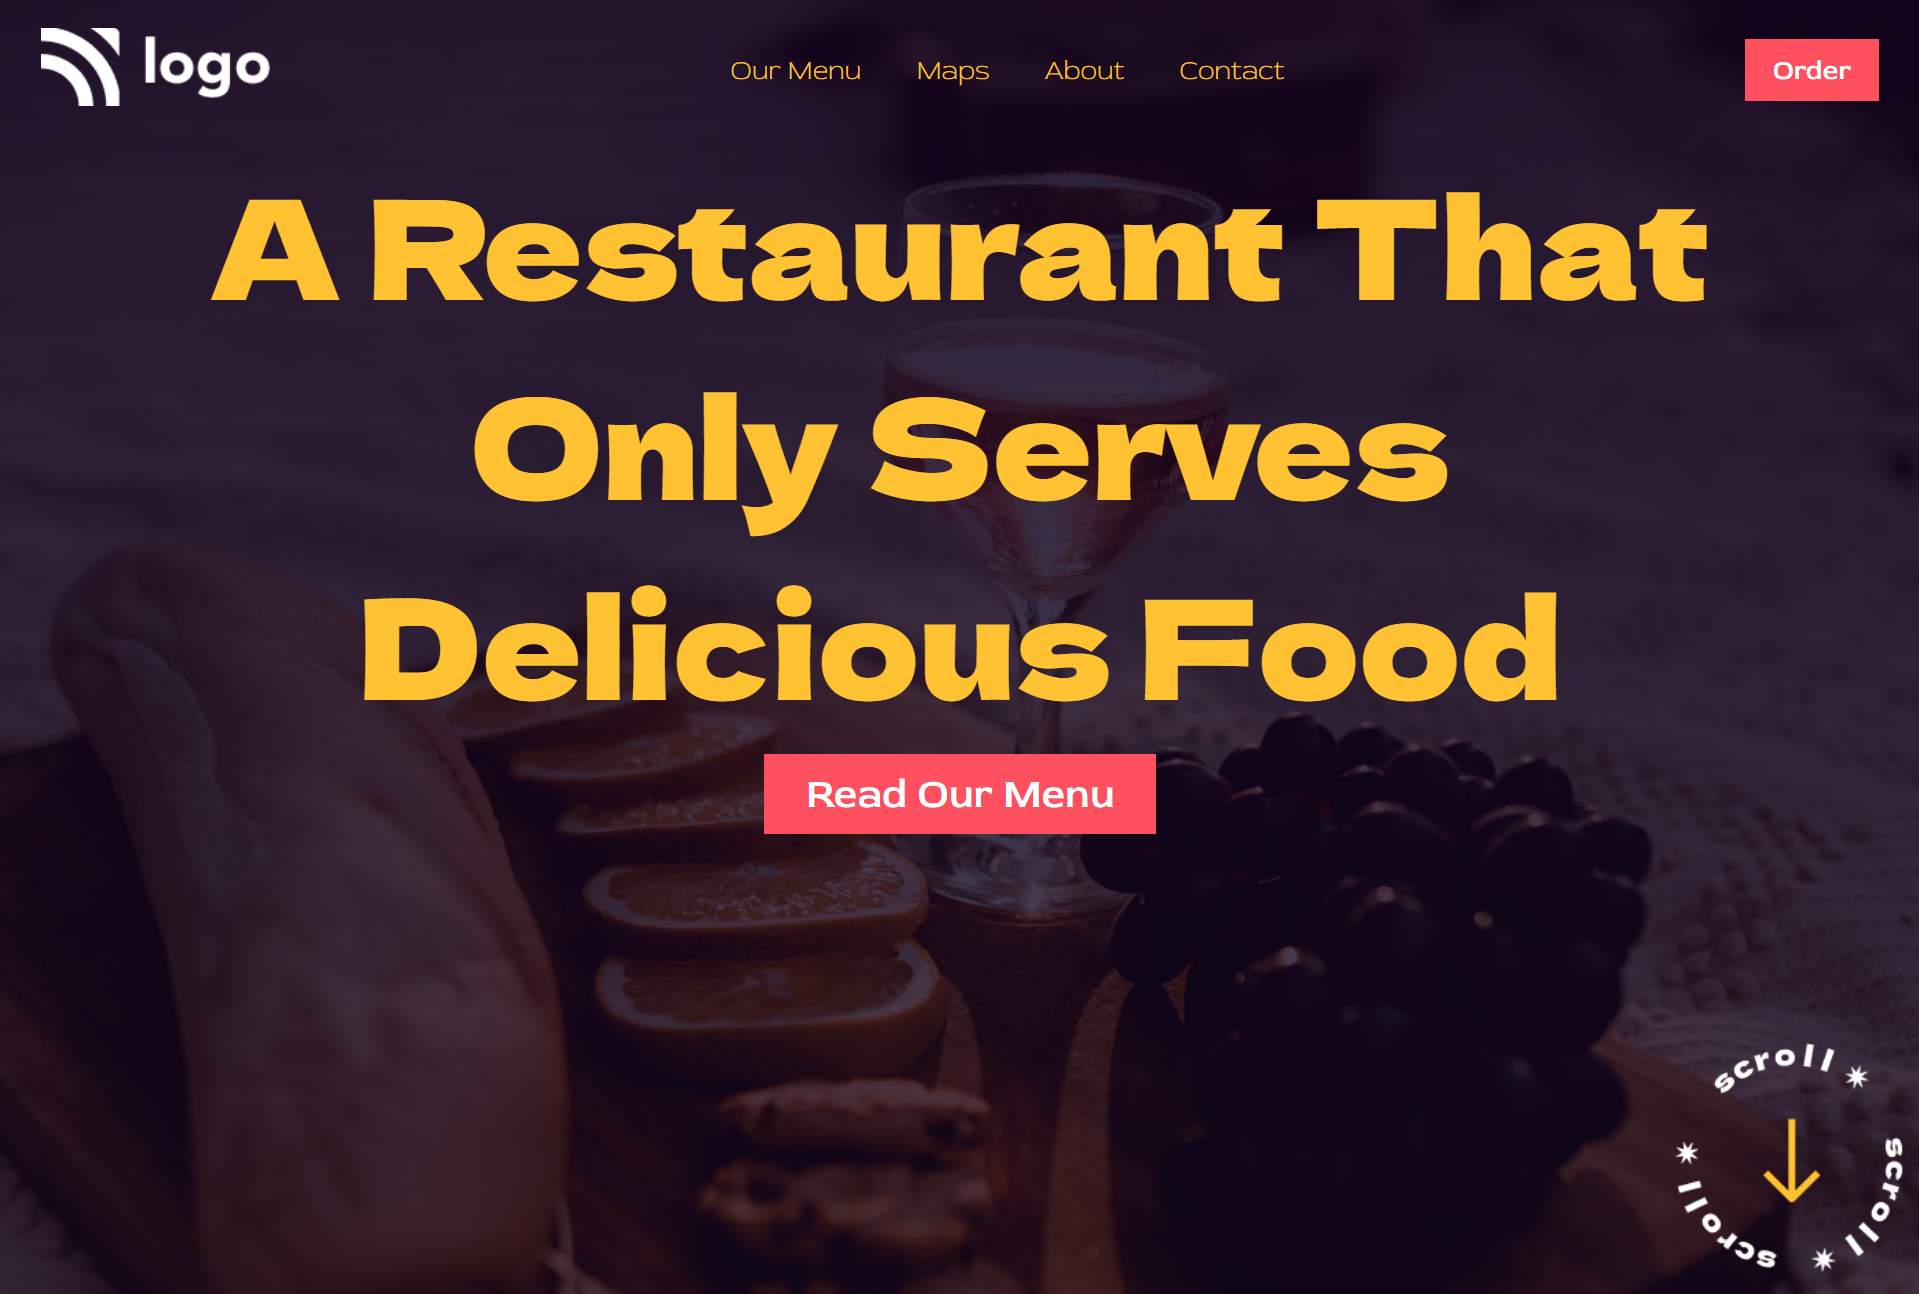 logo
Our Menu Maps About Contact
Order
A Restaurant That
Only Serves
Delicious Food
Read Our Menu
scroll
scroll
scroll